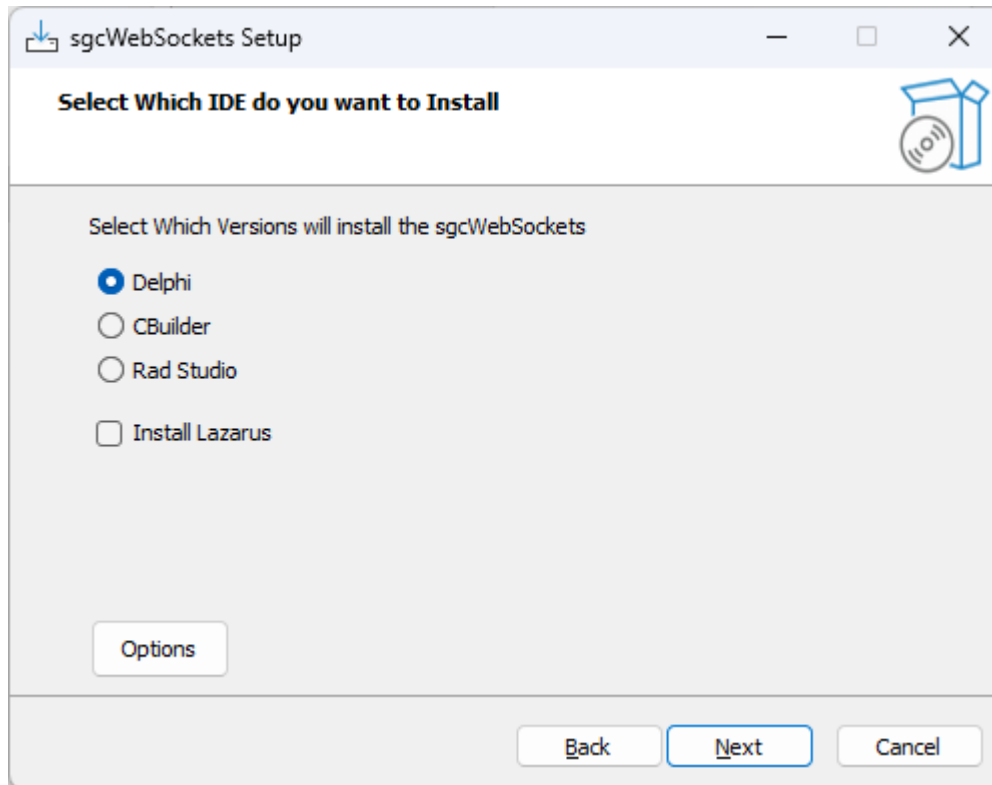 sgcWebSockets Setup
Select Which IDE do you want to Install
Select Which Versions will install the sgcWebSockets
Delphi
CBuilder
Rad Studio
Install Lazarus
Options
Back
Next
Cancel